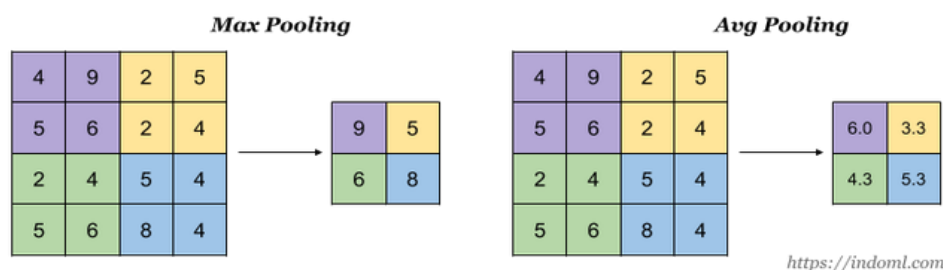 Max Pooling Avg Pooling
4 9 2 5 4 9 2 5
5 6 2 4 9 5 5 6 2 4 6.0 3.3
2 4 5 4 6 8 2 4 5 4 4.3 5.3
5 6 8 4 5 6 8 4
https://indoml.com